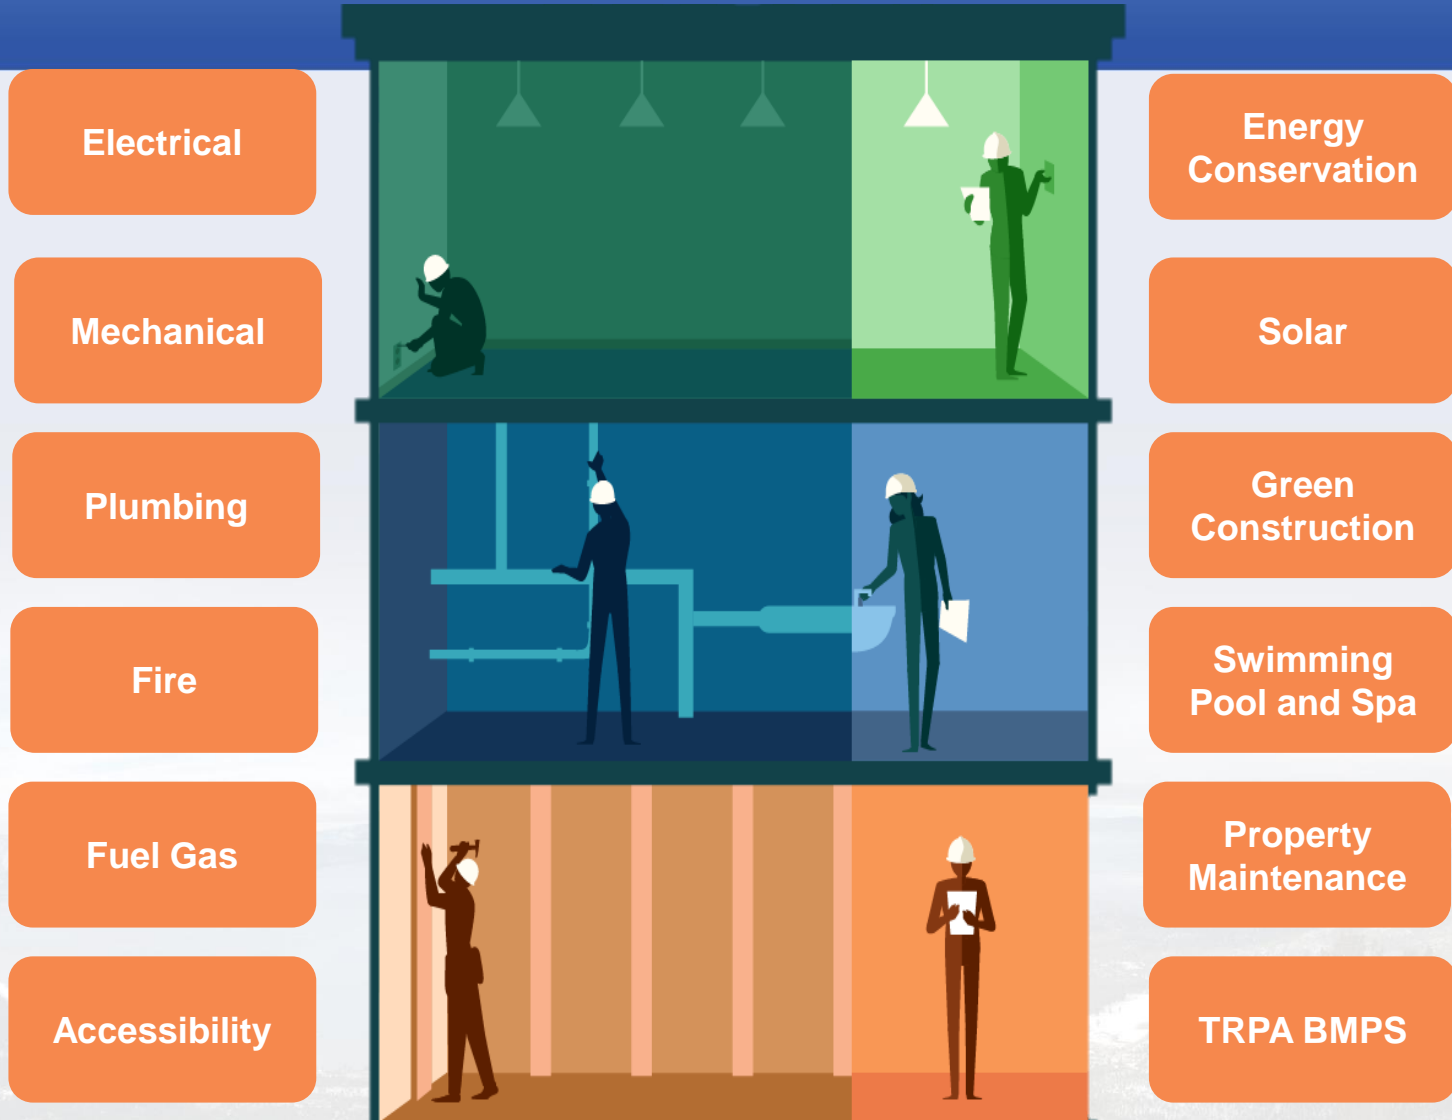 Electrical
Mechanical
Plumbing
Fire
Fuel Gas
Accessibility
Energy
Conservation
Solar
Green
Construction
Swimming
Pool and Spa
Property
Maintenance
TRPA BMPS